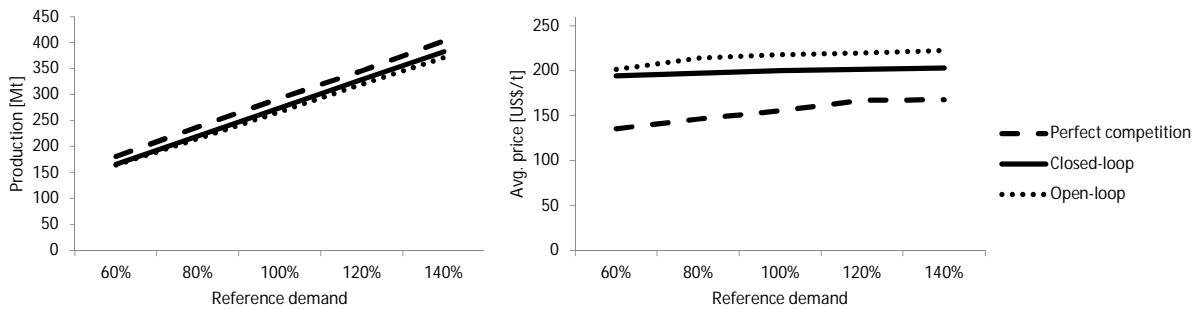 450
400
350
300
250
200
150
100
50
0
Production [Mt]
60% 80% 100% 120% 140%
Reference demand
250
200
150
100
50
0
Avg. price [US$/t]
60% 80% 100% 120% 140%
Reference demand
Perfect competition
Closed-loop
Open-loop